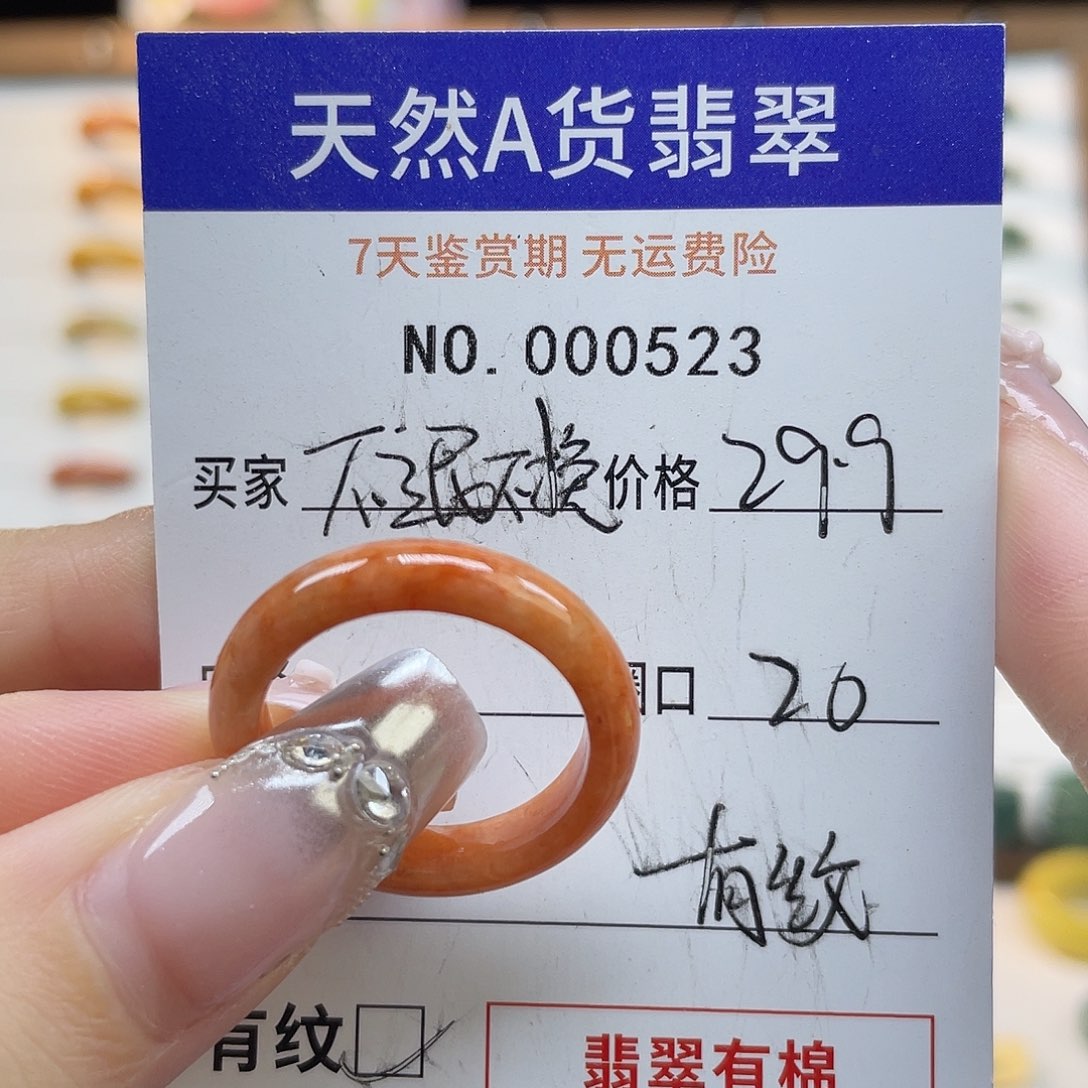 天然A货翡翠
7天鉴赏期 无运费险
NO.000523
买家 不退不换 价格 29.9
圈口 20
有纹
有纹
翡翠有棉